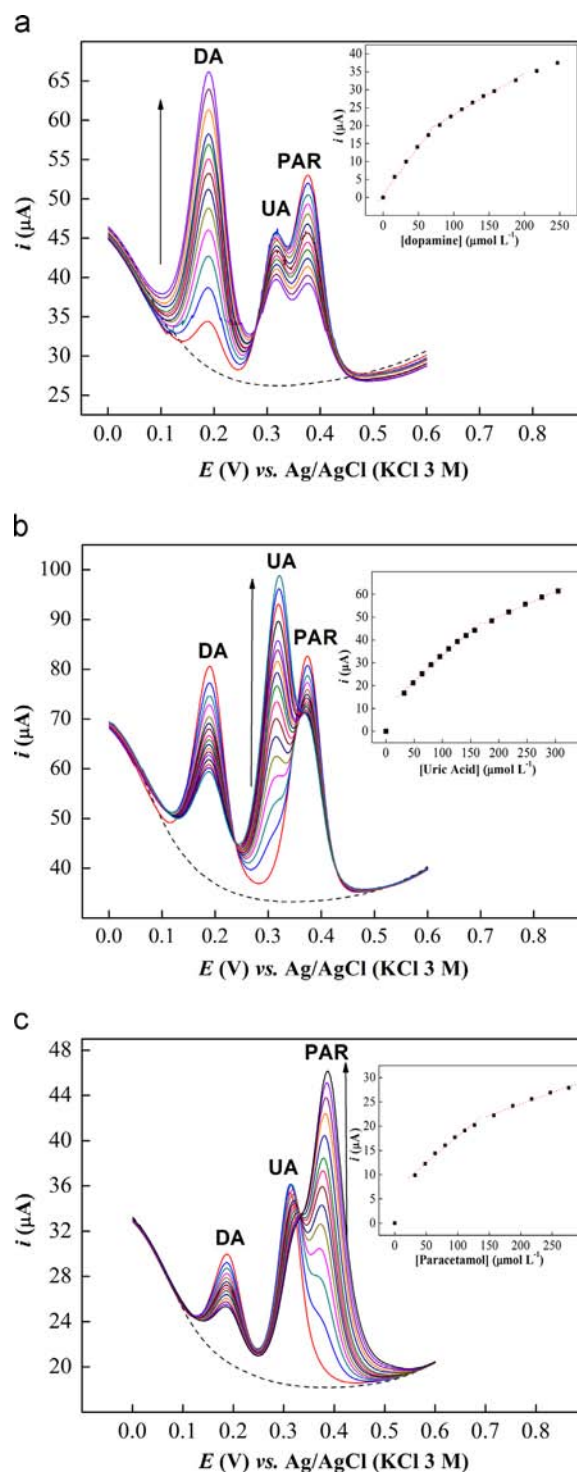 a
DA
UA
PAR
65
60
55
50
45
40
35
30
25
i (μA)
0.0 0.1 0.2 0.3 0.4 0.5 0.6 0.7 0.8
E (V) vs. Ag/AgCl (KCl 3 M)
40
35
30
25
20
15
10
5
0
i (μA)
0 50 100 150 200 250
[dopamine] (μmol L⁻¹)
b
DA
UA
PAR
100
90
80
70
60
50
40
i (μA)
0.0 0.1 0.2 0.3 0.4 0.5 0.6 0.7 0.8
E (V) vs. Ag/AgCl (KCl 3 M)
60
50
40
30
20
10
0
i (μA)
0 50 100 150 200 250 300
[Uric Acid] (μmol L⁻¹)
c
DA
UA
PAR
48
44
40
36
32
28
24
20
i (μA)
0.0 0.1 0.2 0.3 0.4 0.5 0.6 0.7 0.8
E (V) vs. Ag/AgCl (KCl 3 M)
30
25
20
15
10
5
0
i (μA)
0 50 100 150 200 250
[Paracetamol] (μmol L⁻¹)